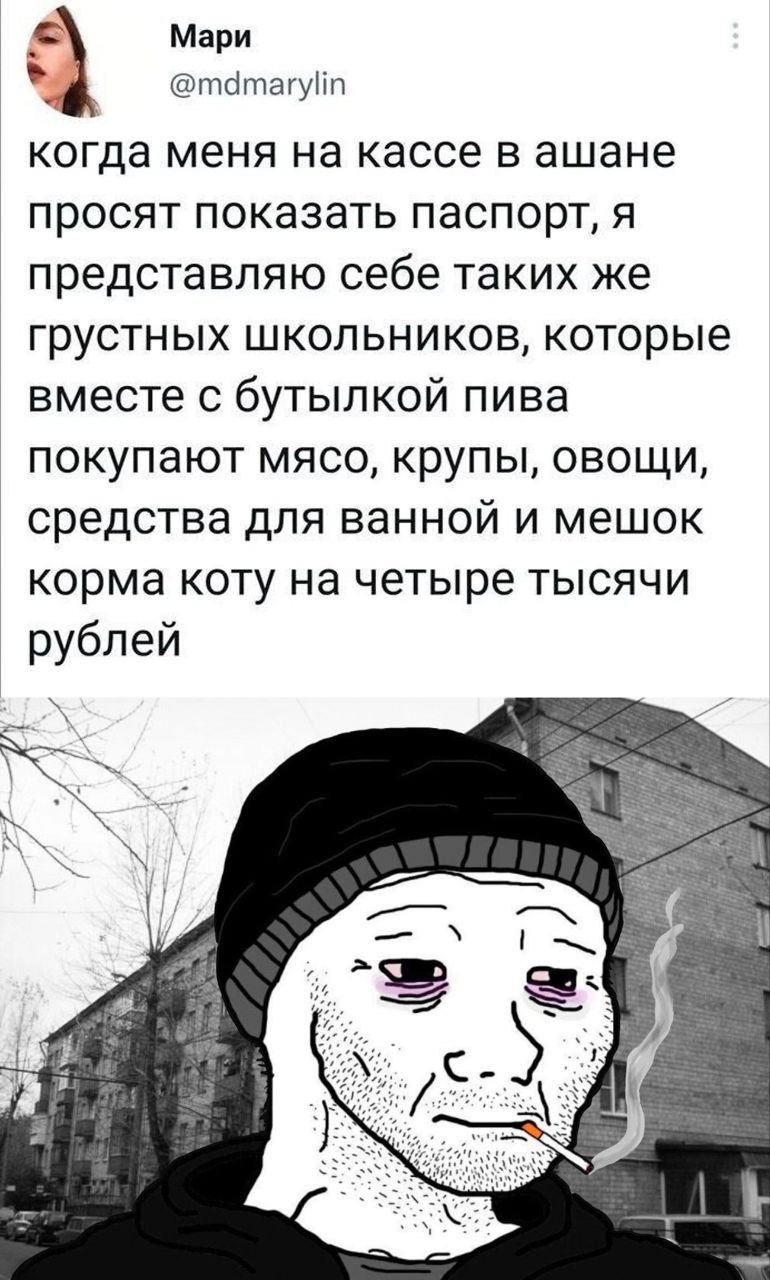 Мари
@mdmarylin
когда меня на кассе в ашане
просят показать паспорт, я
представляю себе таких же
грустных школьников, которые
вместе с бутылкой пива
покупают мясо, крупы, овощи,
средства для ванной и мешок
корма коту на четыре тысячи
рублей